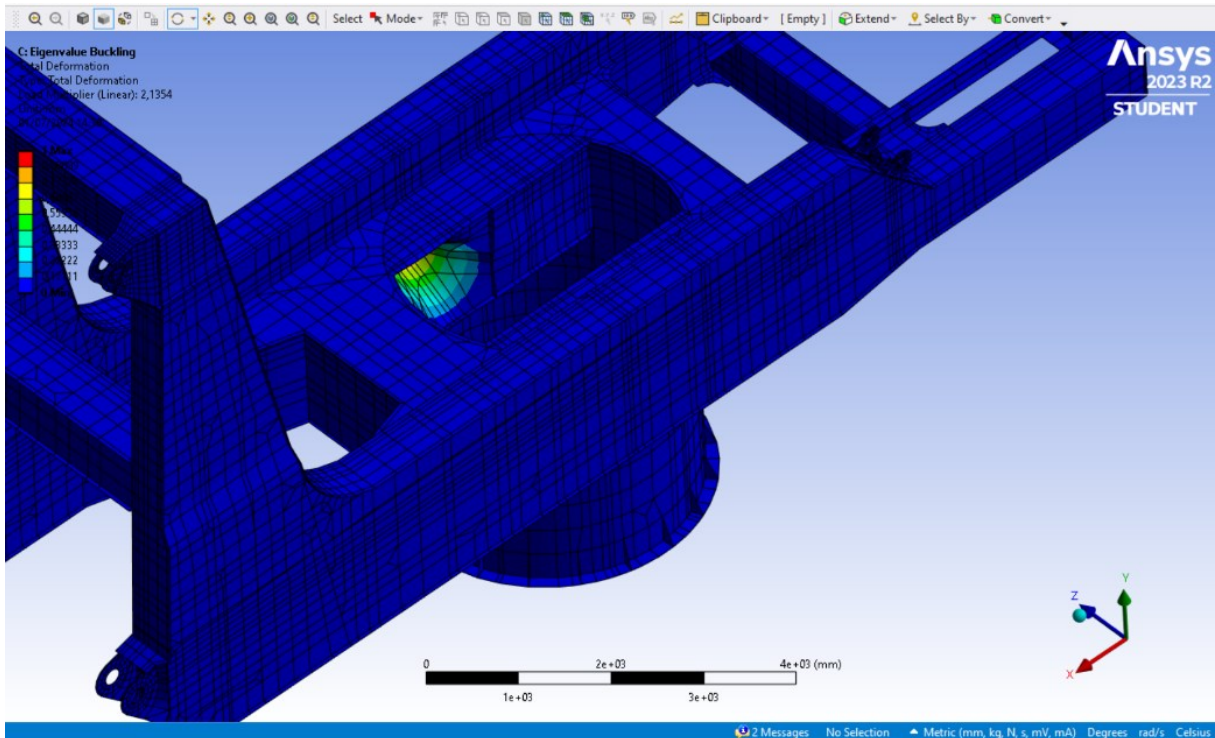 Select Mode Clipboard [ Empty ] Extend Select By Convert
C: Eigenvalue Buckling
Total Deformation
Total Deformation
(Linear): 2,1354
Ansys
2023 R2
STUDENT
0 2e+03 4e+03 (mm)
1e+03 3e+03
Y
Z
X
2 Messages No Selection Metric (mm, kg, N, s, mV, mA) Degrees rad/s Celsius